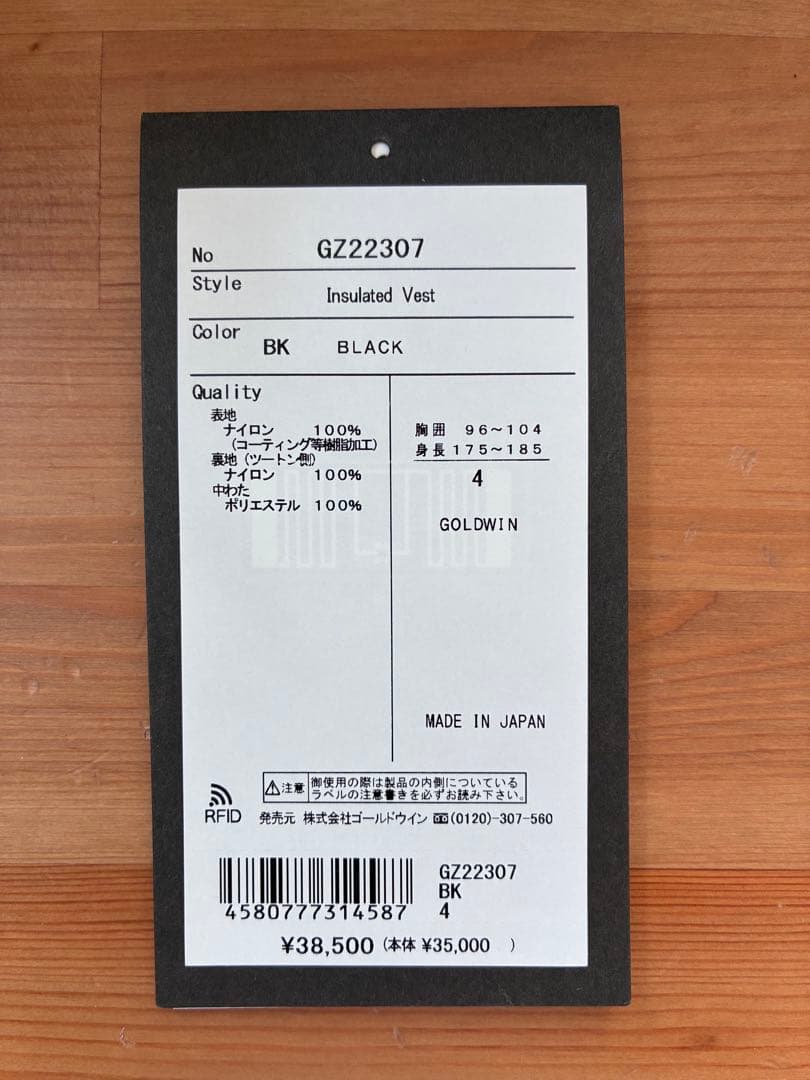 No GZ22307
Style
Insulated Vest
Color
BK BLACK
Quality
表地
ナイロン 100%
(コーティング等樹脂加工)
裏地(ツートン側)
ナイロン 100%
中わた
ポリエステル 100%
胸囲 96～104
身長 175～185
4
GOLDWIN
MADE IN JAPAN
注意 御使用の際は製品の内側についている
ラベルの注意書きを必ずお読み下さい。
RFID 発売元 株式会社ゴールドウイン (0120)-307-560
4580777314587
GZ22307
BK
4
¥38,500 (本体 ¥35,000 )